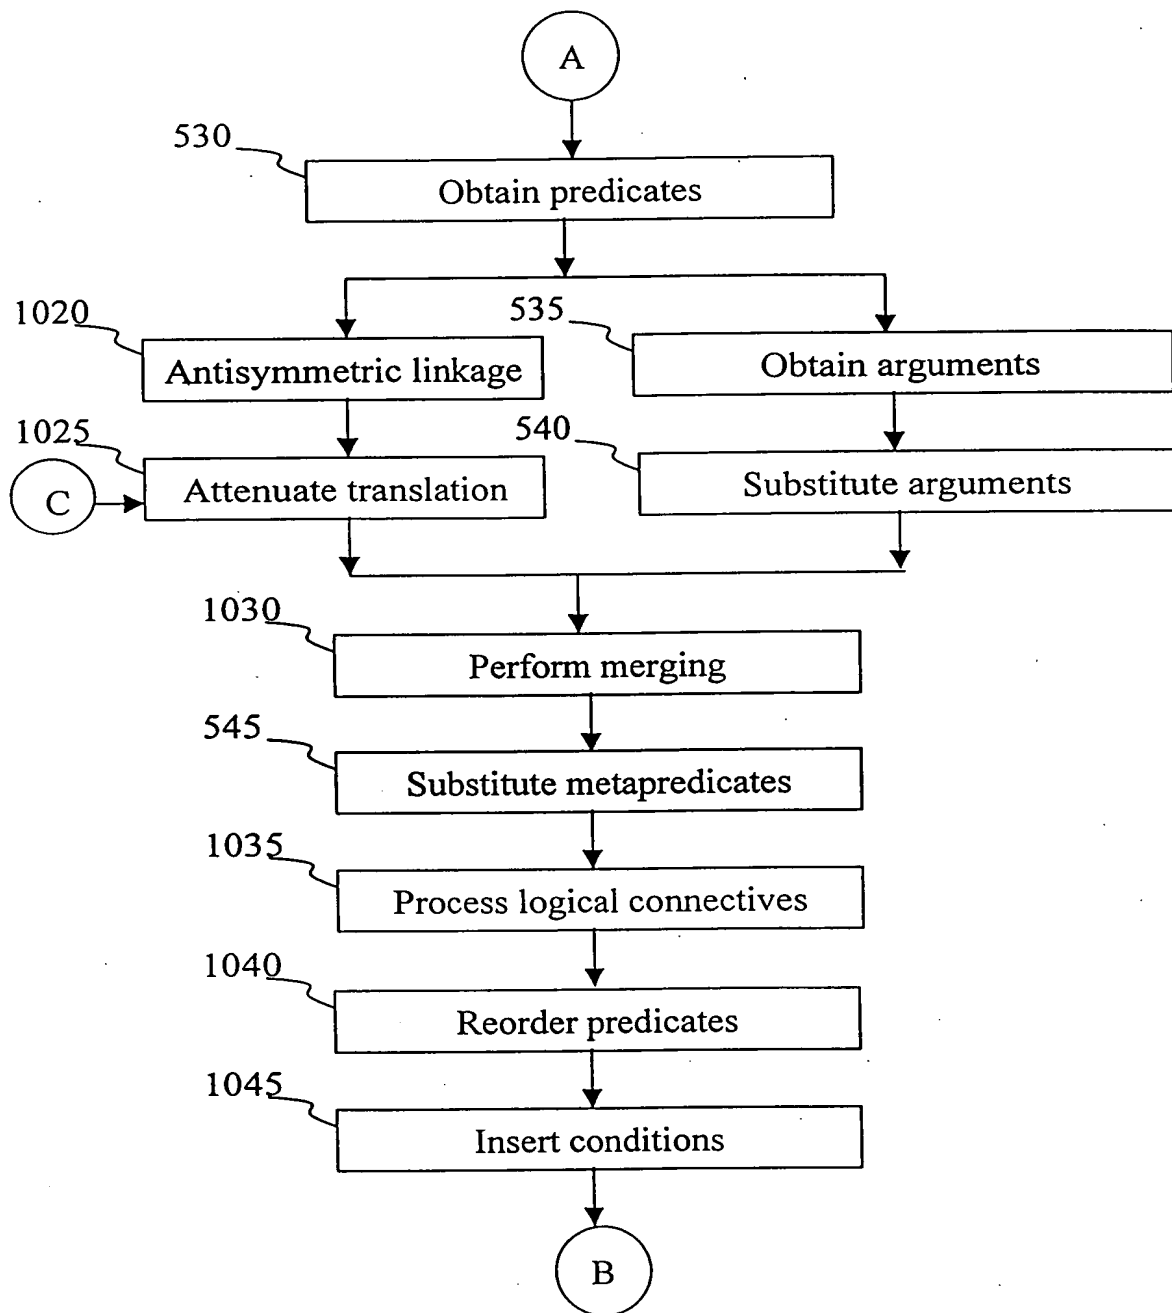 A
530
Obtain predicates
1020
535
Antisymmetric linkage
Obtain arguments
1025
540
C
Attenuate translation
Substitute arguments
1030
Perform merging
545
Substitute metapredicates
1035
Process logical connectives
1040
Reorder predicates
1045
Insert conditions
B